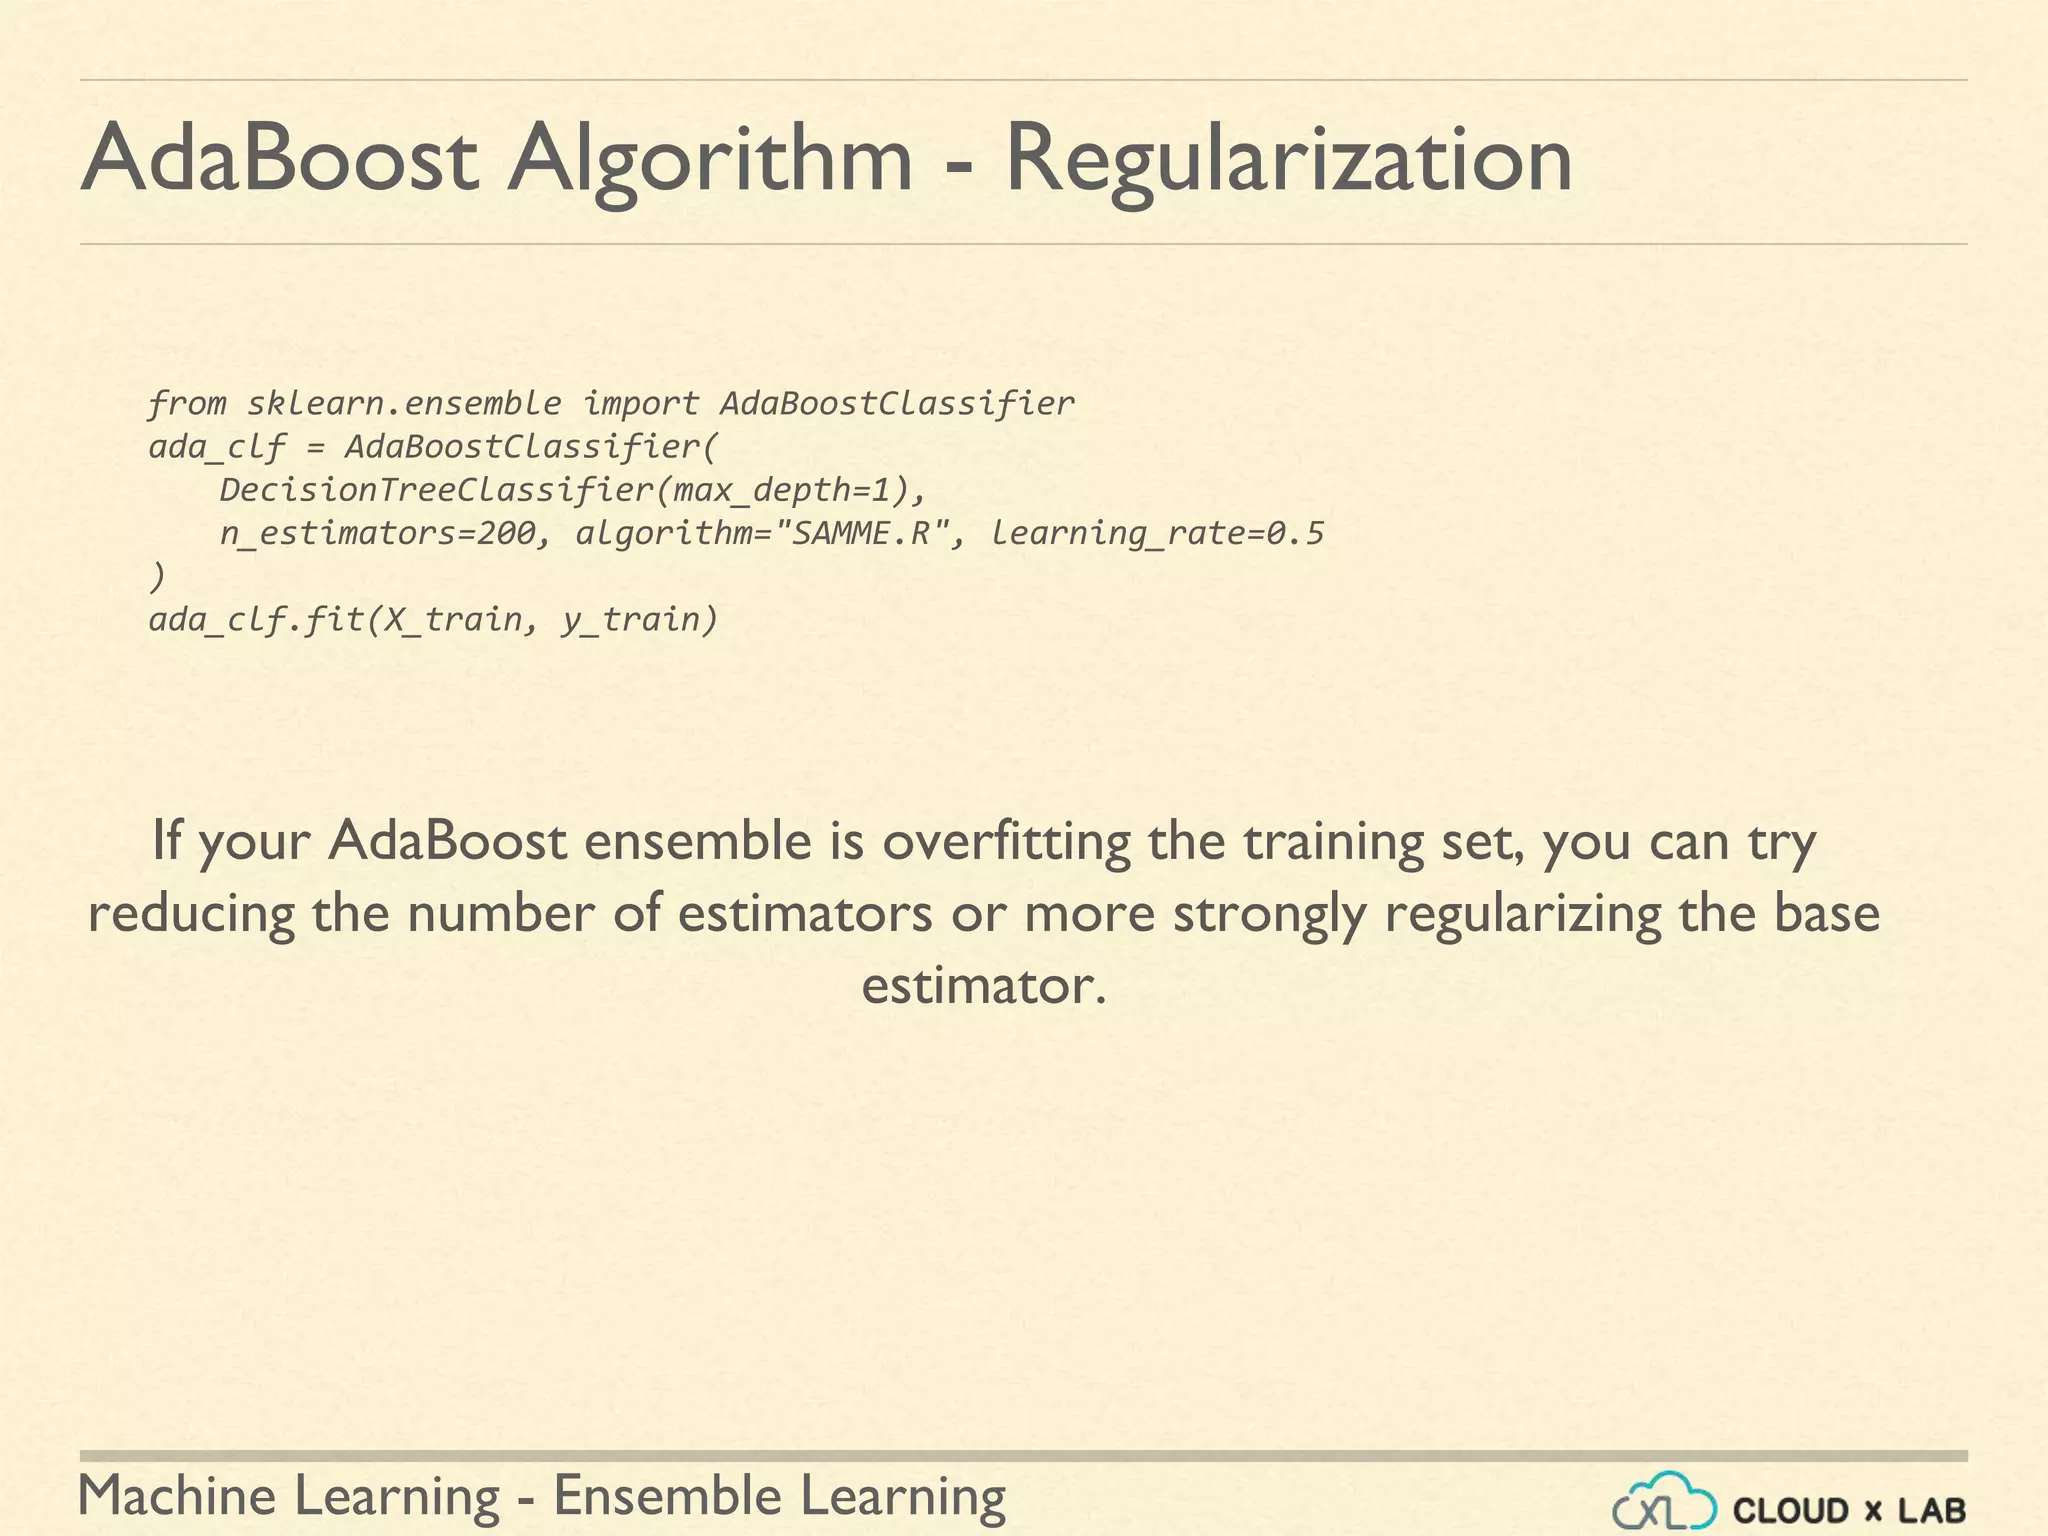 AdaBoost Algorithm - Regularization
from sklearn.ensemble import AdaBoostClassifier
ada_clf = AdaBoostClassifier(
DecisionTreeClassifier(max_depth=1),
n_estimators=200, algorithm="SAMME.R", learning_rate=0.5
)
ada_clf.fit(X_train, y_train)
If your AdaBoost ensemble is overfitting the training set, you can try
reducing the number of estimators or more strongly regularizing the base
estimator.
Machine Learning - Ensemble Learning
CXL CLOUD x LAB